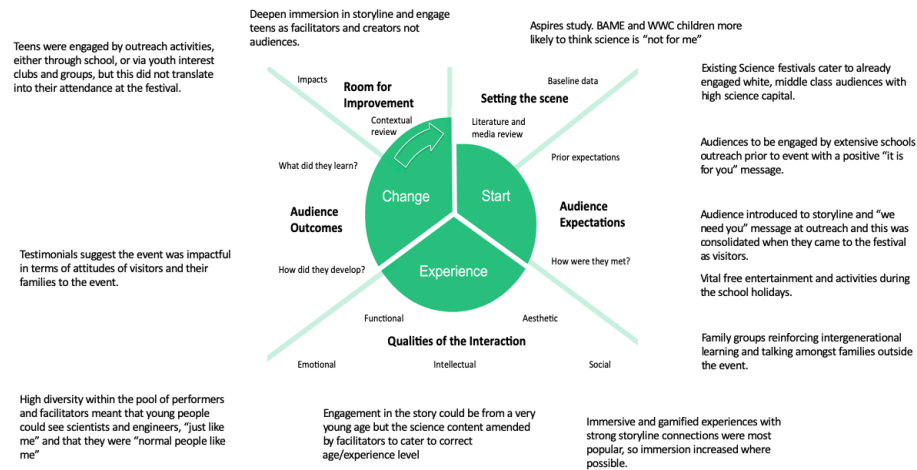 Deepen immersion in storyline and engage
teens as facilitators and creators not
audiences.
Aspires study. BAME and WWC children more
likely to think science is “not for me”
Teens were engaged by outreach activities,
either through school, or via youth interest
clubs and groups, but this did not translate
into their attendance at the festival.
Impacts
Room for
Improvement
Contextual
review
Setting the scene
Baseline data
Literature and
media review
Existing Science festivals cater to already
engaged white, middle class audiences with
high science capital.
What did they learn?
Prior expectations
Audiences to be engaged by extensive schools
outreach prior to event with a positive “it is
for you” message.
Change
Start
Audience
Outcomes
Audience
Expectations
Audience introduced to storyline and “we
need you” message at outreach and this was
consolidated when they came to the festival
as visitors.
Testimonials suggest the event was impactful
in terms of attitudes of visitors and their
families to the event.
How did they develop?
Experience
How were they met?
Vital free entertainment and activities during
the school holidays.
Functional
Aesthetic
Qualities of the Interaction
Emotional
Intellectual
Social
Family groups reinforcing intergenerational
learning and talking amongst families outside
the event.
High diversity within the pool of performers
and facilitators meant that young people
could see scientists and engineers, “just like
me” and that they were “normal people like
me”
Engagement in the story could be from a very
young age but the science content amended
by facilitators to cater to correct
age/experience level
Immersive and gamified experiences with
strong storyline connections were most
popular, so immersion increased where
possible.